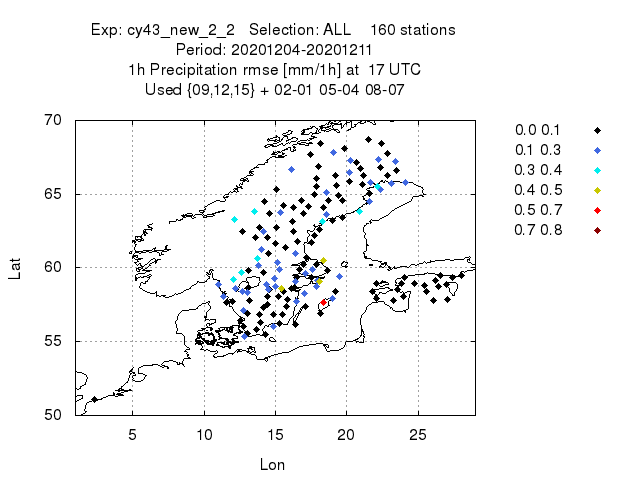 Exp: cy43_new_2_2 Selection: ALL 160 stations
Period: 20201204-20201211
1h Precipitation rmse [mm/1h] at 17 UTC
Used {09,12,15} + 02-01 05-04 08-07
70
65
60
55
50
Lat
5 10 15 20 25
Lon
0.0 0.1
0.1 0.3
0.3 0.4
0.4 0.5
0.5 0.7
0.7 0.8